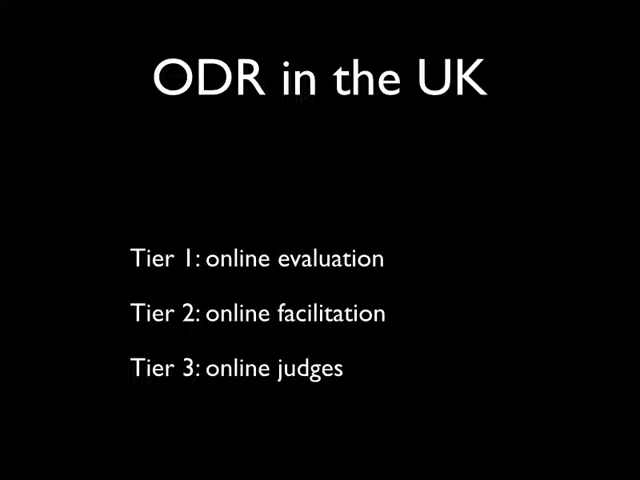 ODR in the UK
Tier 1: online evaluation
Tier 2: online facilitation
Tier 3: online judges